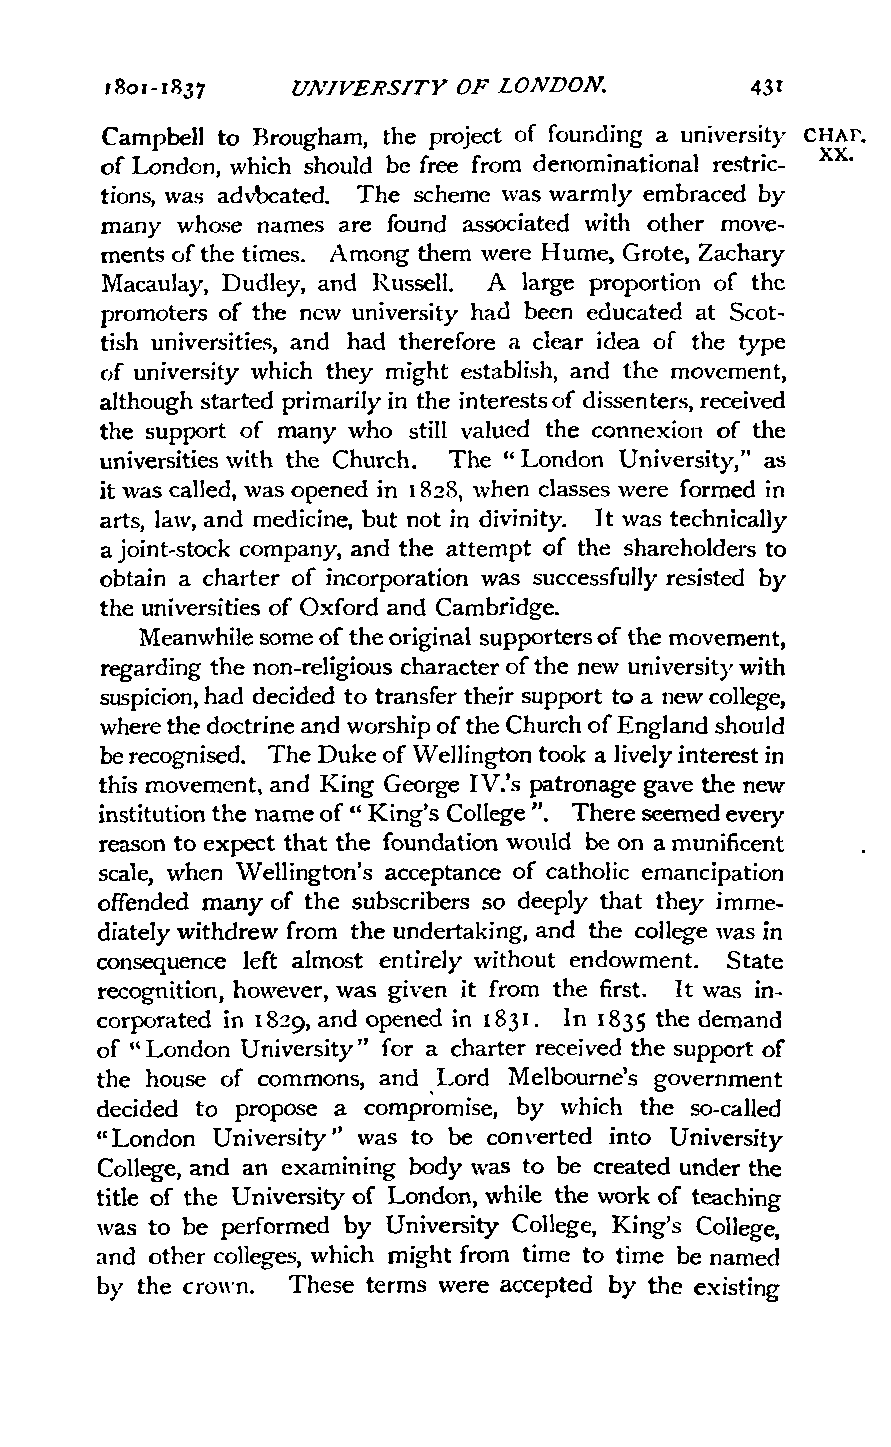 1801-1837 UNIVERSITY OF LONDON. 431
Campbell to Brougham, the project of founding a university CHAP.
of London, which should be free from denominational restric- XX.
tions, was advocated. The scheme was warmly embraced by
many whose names are found associated with other move-
ments of the times. Among them were Hume, Grote, Zachary
Macaulay, Dudley, and Russell. A large proportion of the
promoters of the new university had been educated at Scot-
tish universities, and had therefore a clear idea of the type
of university which they might establish, and the movement,
although started primarily in the interests of dissenters, received
the support of many who still valued the connexion of the
universities with the Church. The "London University," as
it was called, was opened in 1828, when classes were formed in
arts, law, and medicine, but not in divinity. It was technically
a joint-stock company, and the attempt of the shareholders to
obtain a charter of incorporation was successfully resisted by
the universities of Oxford and Cambridge.
Meanwhile some of the original supporters of the movement,
regarding the non-religious character of the new university with
suspicion, had decided to transfer their support to a new college,
where the doctrine and worship of the Church of England should
be recognised. The Duke of Wellington took a lively interest in
this movement, and King George IV.'s patronage gave the new
institution the name of "King's College". There seemed every
reason to expect that the foundation would be on a munificent
scale, when Wellington's acceptance of catholic emancipation
offended many of the subscribers so deeply that they imme-
diately withdrew from the undertaking, and the college was in
consequence left almost entirely without endowment. State
recognition, however, was given it from the first. It was in-
corporated in 1829, and opened in 1831. In 1835 the demand
of "London University" for a charter received the support of
the house of commons, and Lord Melbourne's government
decided to propose a compromise, by which the so-called
"London University" was to be converted into University
College, and an examining body was to be created under the
title of the University of London, while the work of teaching
was to be performed by University College, King's College,
and other colleges, which might from time to time be named
by the crown. These terms were accepted by the existing